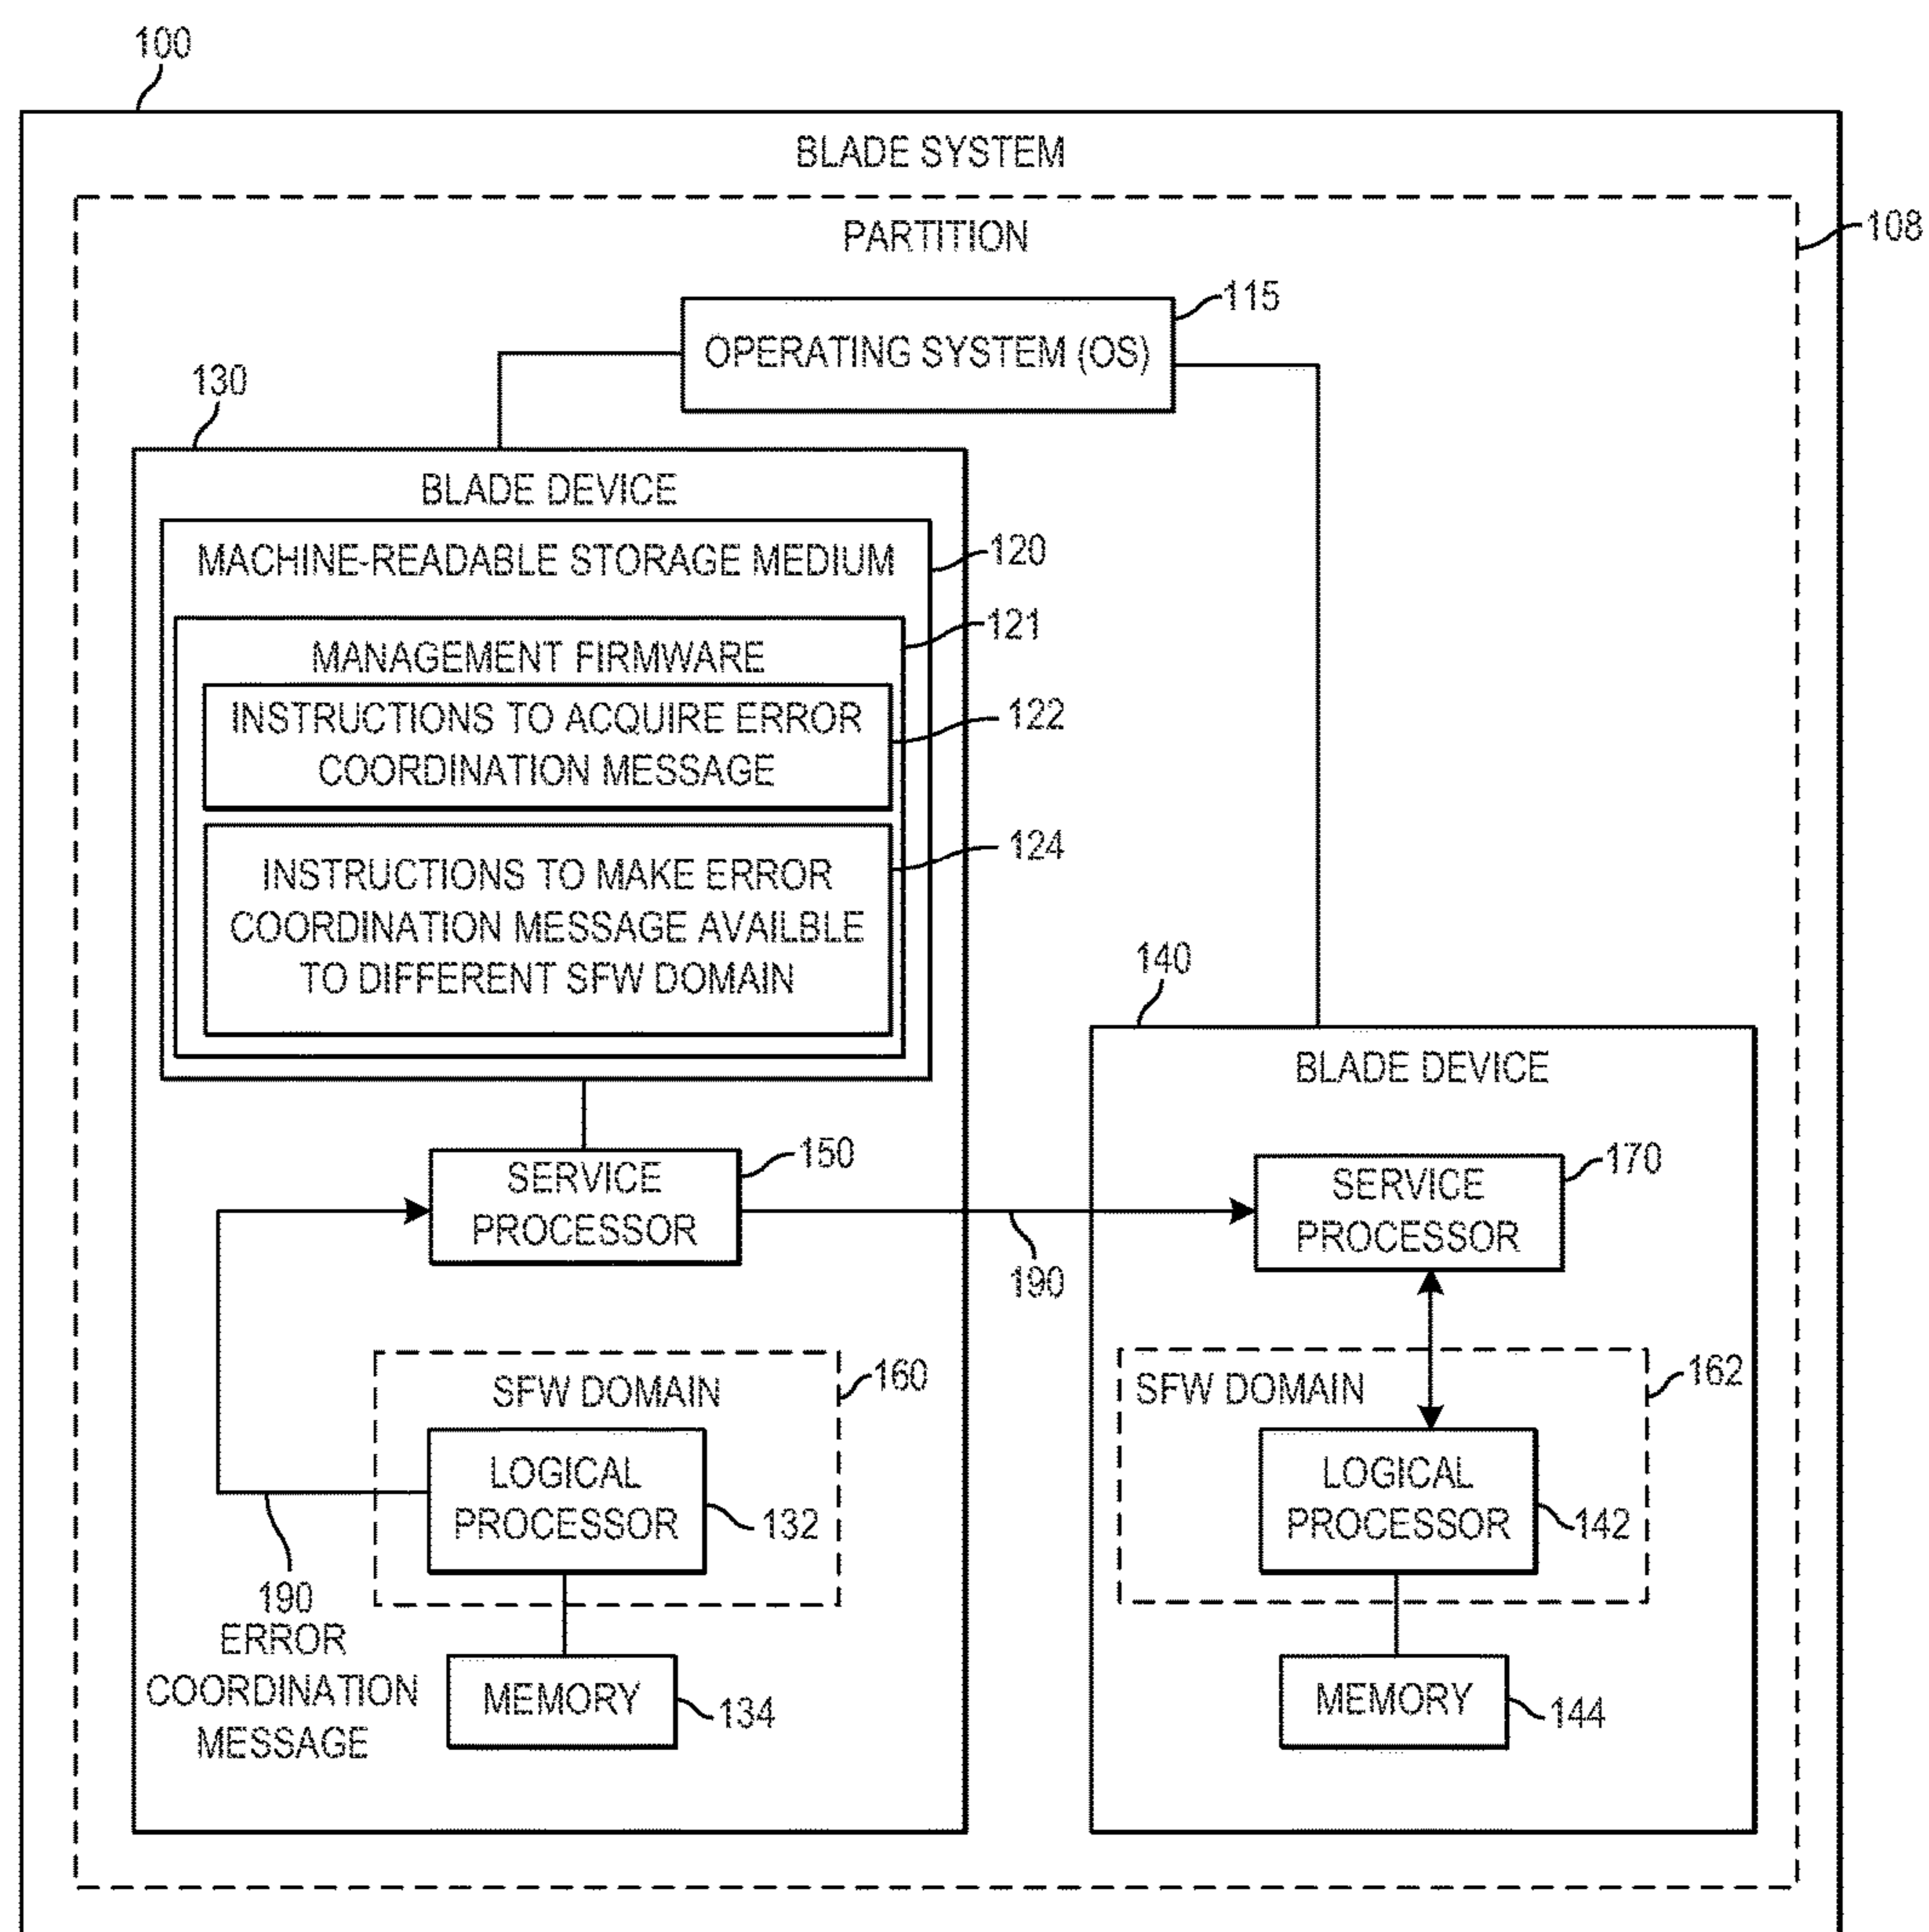 100
BLADE SYSTEM
PARTITION
108
115
OPERATING SYSTEM (OS)
130
BLADE DEVICE
MACHINE-READABLE STORAGE MEDIUM
120
121
MANAGEMENT FIRMWARE
INSTRUCTIONS TO ACQUIRE ERROR
COORDINATION MESSAGE
122
124
INSTRUCTIONS TO MAKE ERROR
COORDINATION MESSAGE AVAILBLE
TO DIFFERENT SFW DOMAIN
140
BLADE DEVICE
150
SERVICE
PROCESSOR
170
SERVICE
PROCESSOR
190
SFW DOMAIN
160
LOGICAL
PROCESSOR
132
190
ERROR
COORDINATION
MESSAGE
MEMORY
134
SFW DOMAIN
162
LOGICAL
PROCESSOR
142
MEMORY
144